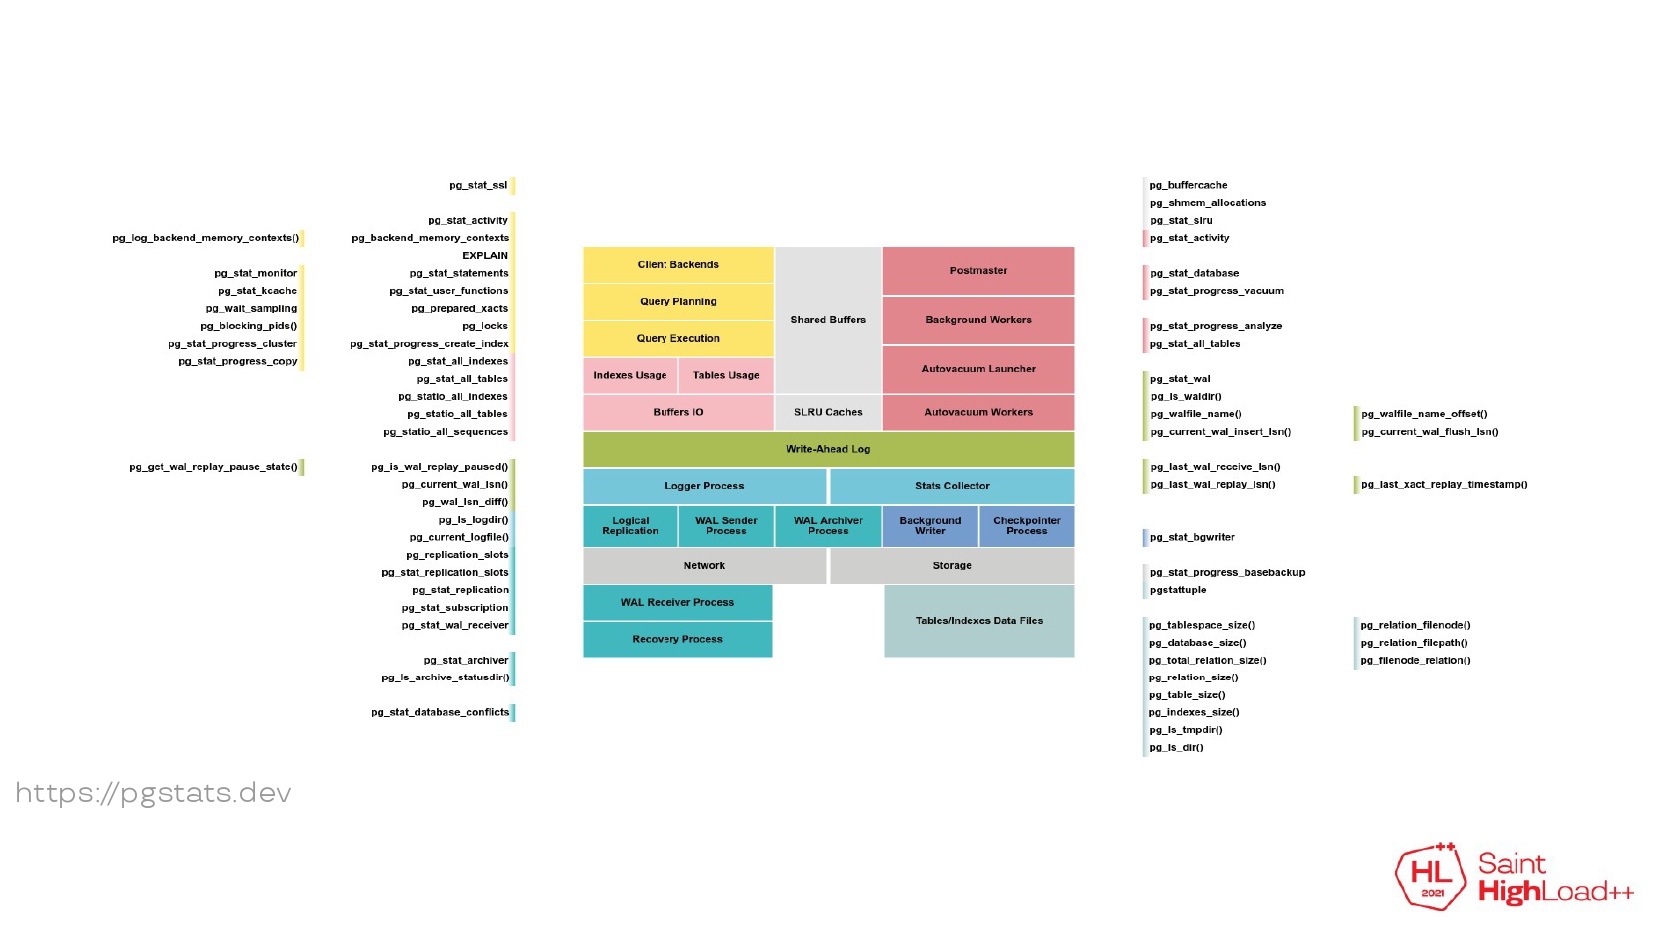 pg_stat_ssl
pg_stat_activity
pg_log_backend_memory_contexts()
pg_backend_memory_contexts
EXPLAIN
pg_stat_monitor
pg_stat_statements
pg_stat_kcache
pg_stat_user_functions
pg_wait_sampling
pg_prepared_xacts
pg_blocking_pids()
pg_locks
pg_stat_progress_cluster
pg_stat_progress_create_index
pg_stat_progress_copy
pg_stat_all_indexes
pg_stat_all_tables
pg_statio_all_indexes
pg_statio_all_tables
pg_statio_all_sequences
pg_get_wal_replay_pause_state()
pg_is_wal_replay_paused()
pg_current_wal_lsn()
pg_wal_lsn_diff()
pg_ls_logdir()
pg_current_logfile()
pg_replication_slots
pg_stat_replication_slots
pg_stat_replication
pg_stat_subscription
pg_stat_wal_receiver
pg_stat_archiver
pg_ls_archive_statusdir()
pg_stat_database_conflicts
Client Backends
Query Planning
Query Execution
Indexes Usage
Tables Usage
Buffers IO
Shared Buffers
SLRU Caches
Postmaster
Background Workers
Autovacuum Launcher
Autovacuum Workers
Write-Ahead Log
Logger Process
Stats Collector
Logical
Replication
WAL Sender
Process
WAL Archiver
Process
Background
Writer
Checkpointer
Process
Network
Storage
WAL Receiver Process
Recovery Process
Tables/Indexes Data Files
pg_buffercache
pg_shmem_allocations
pg_stat_slru
pg_stat_activity
pg_stat_database
pg_stat_progress_vacuum
pg_stat_progress_analyze
pg_stat_all_tables
pg_stat_wal
pg_ls_waldir()
pg_walfile_name()
pg_walfile_name_offset()
pg_current_wal_insert_lsn()
pg_current_wal_flush_lsn()
pg_last_wal_receive_lsn()
pg_last_wal_replay_lsn()
pg_last_xact_replay_timestamp()
pg_stat_bgwriter
pg_stat_progress_basebackup
pgstattuple
pg_tablespace_size()
pg_relation_filenode()
pg_database_size()
pg_relation_filepath()
pg_total_relation_size()
pg_filenode_relation()
pg_relation_size()
pg_table_size()
pg_indexes_size()
pg_ls_tmpdir()
pg_ls_dir()
https://pgstats.dev
HL++
2021
Saint
HighLoad++